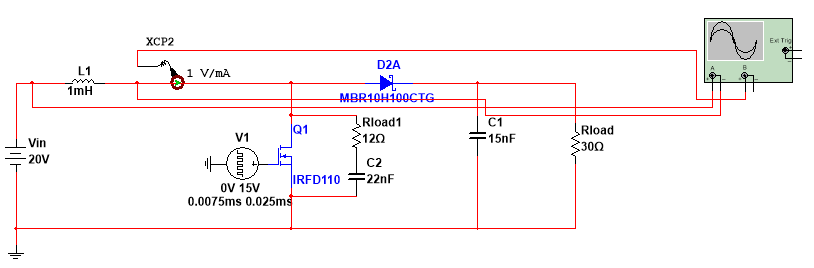 XCP2
Ext Trig
+
L1
1 V/mA
D2A
A
B
1mH
MBR10H100CTG
Rload1
C1
Vin
V1
Q1
12Ω
15nF
Rload
20V
C2
30Ω
IRFD110
22nF
0V 15V
0.0075ms 0.025ms